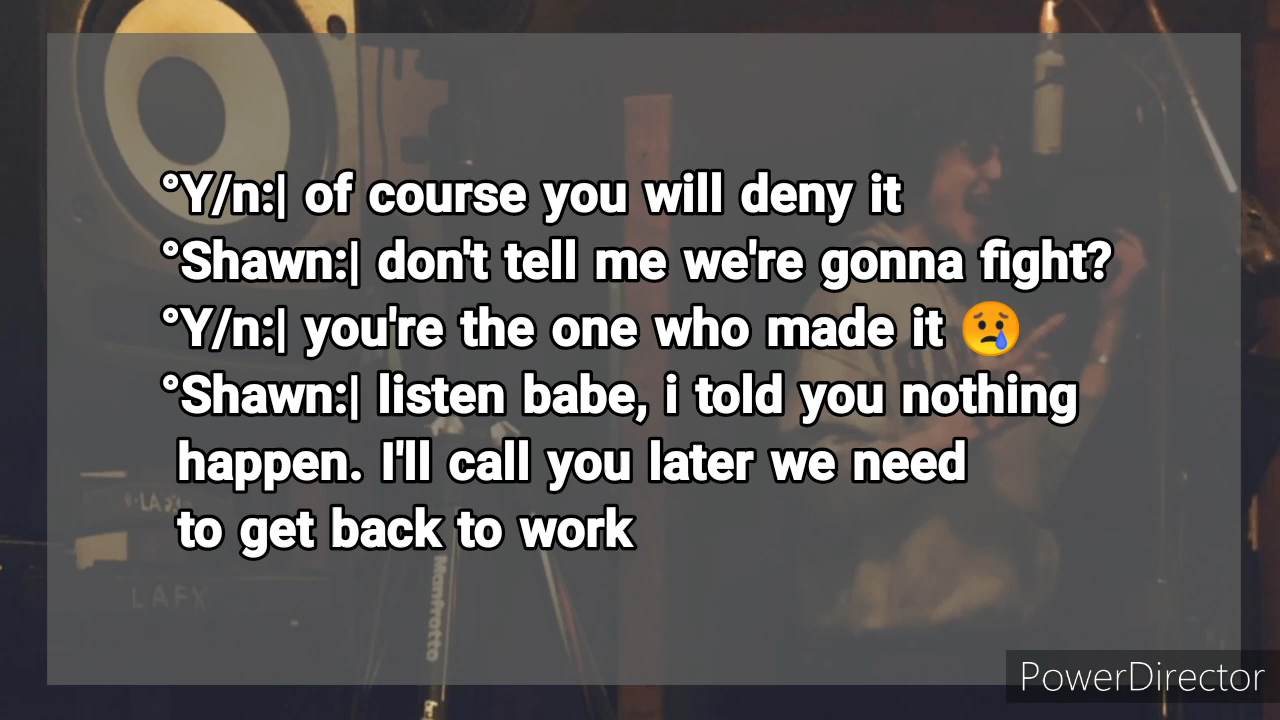 °Y/n:| of course you will deny it
°Shawn:| don't tell me we're gonna fight?
°Y/n:| you're the one who made it 😢
°Shawn:| listen babe, i told you nothing
happen. I'll call you later we need
to get back to work
LAFX
Manfrotto
PowerDirector